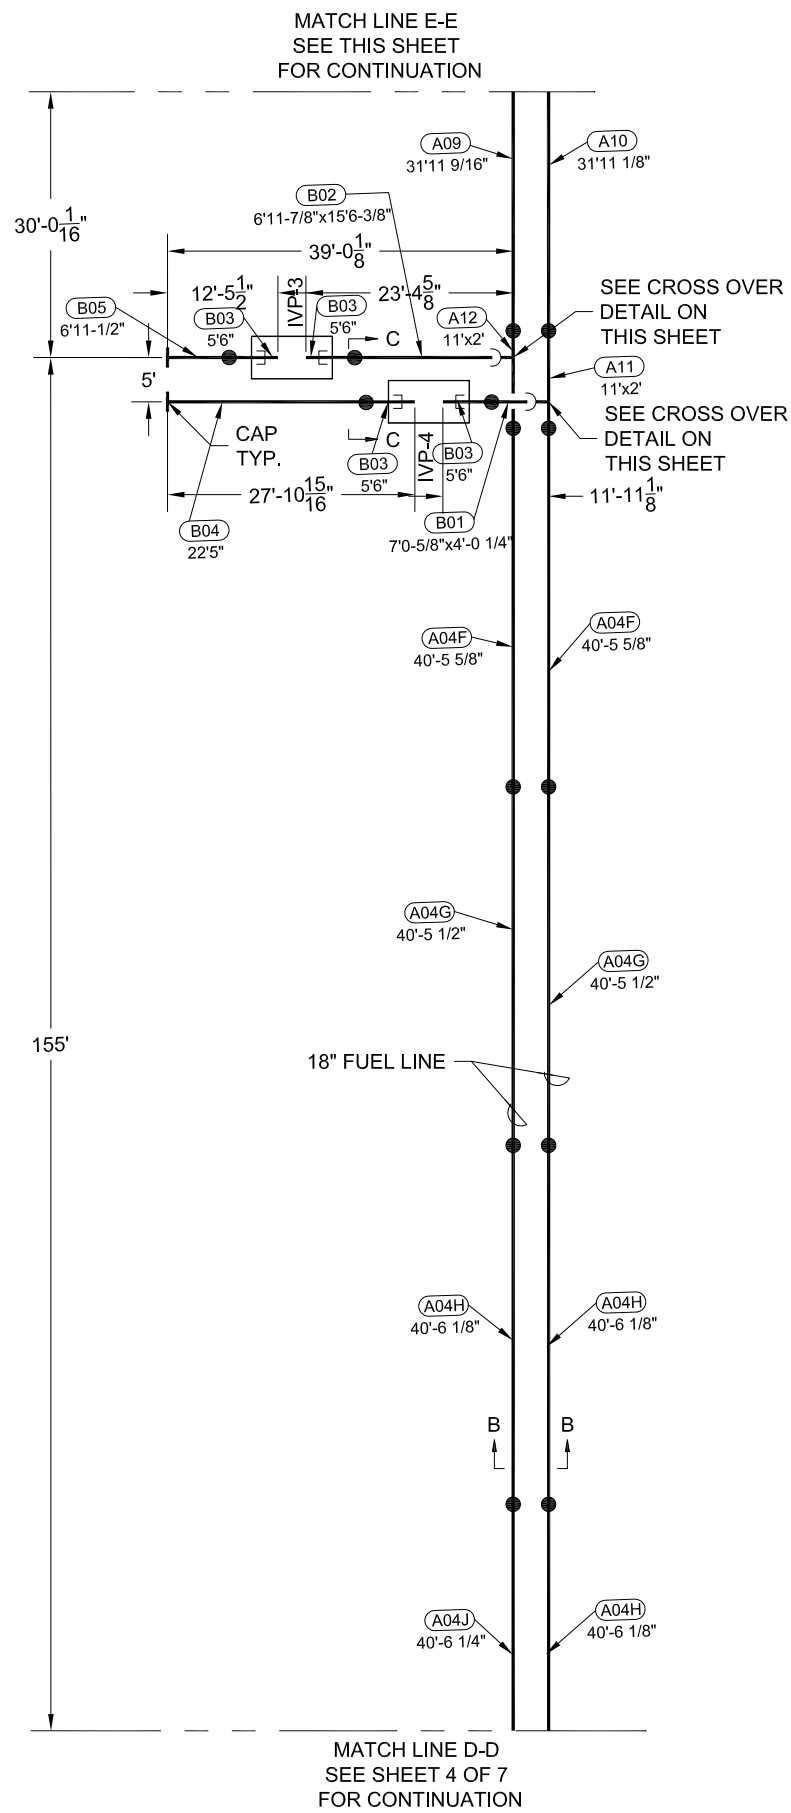 MATCH LINE E-E
SEE THIS SHEET
FOR CONTINUATION
A09
31'11 9/16"
A10
31'11 1/8"
B02
6'11-7/8"x15'6-3/8"
30'-0 1/16"
39'-0 1/8"
12'-5 1/2"
IVP-3
23'-4 5/8"
B05
6'11-1/2"
B03
5'6"
B03
5'6"
C
A12
11'x2'
SEE CROSS OVER
DETAIL ON
THIS SHEET
A11
11'x2'
5'
CAP
TYP.
C
B03
5'6"
IVP-4
B03
5'6"
SEE CROSS OVER
DETAIL ON
THIS SHEET
27'-10 15/16"
11'-11 1/8"
B04
22'5"
B01
7'0-5/8"x4'-0 1/4"
A04F
40'-5 5/8"
A04F
40'-5 5/8"
A04G
40'-5 1/2"
A04G
40'-5 1/2"
155'
18" FUEL LINE
A04H
40'-6 1/8"
A04H
40'-6 1/8"
B
B
A04J
40'-6 1/4"
A04H
40'-6 1/8"
MATCH LINE D-D
SEE SHEET 4 OF 7
FOR CONTINUATION